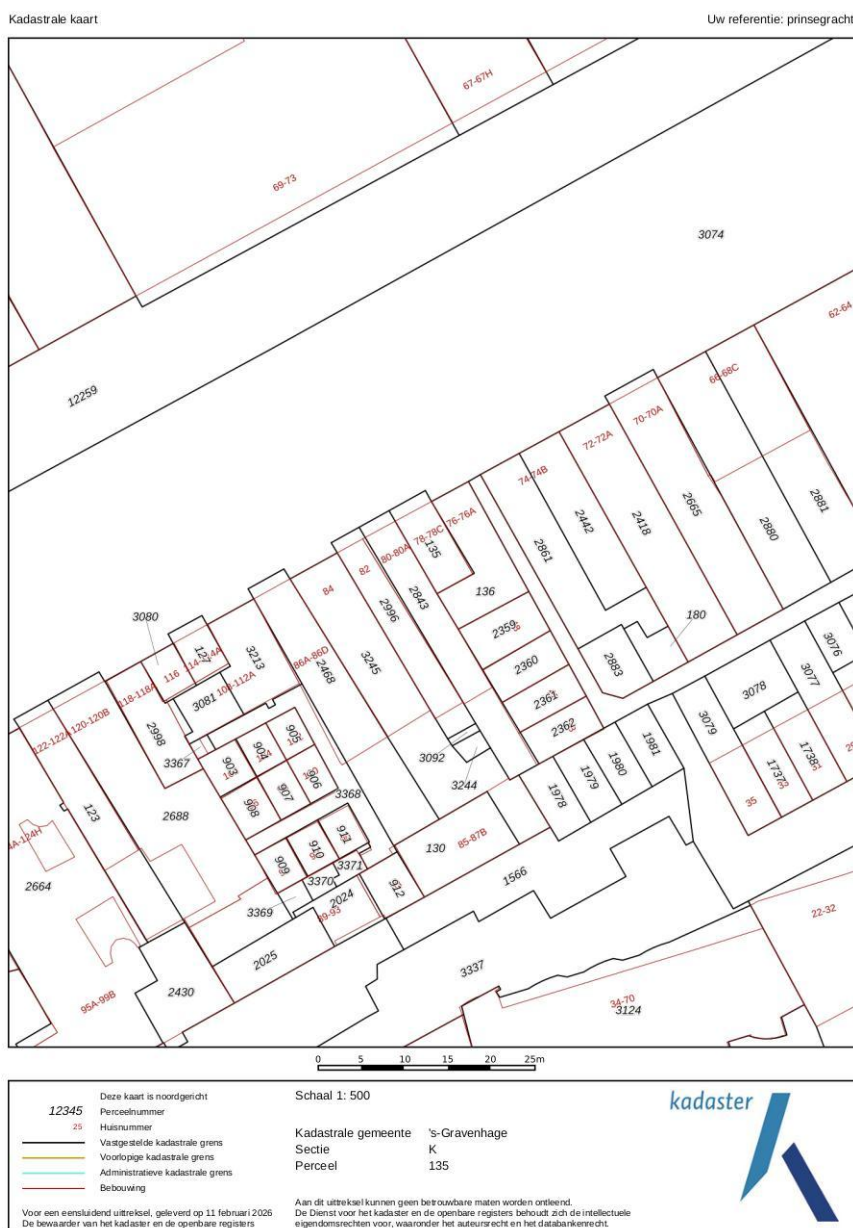 Kadastrale kaart
Uw referentie: prinsegracht
67-67H
69-73
3074
62-64
12259
66-68C
70-70A
72-72A
2881
74-74B
2665
2880
2442
2418
2861
76-76A
78-78C
135
80-80A
82
136
2843
84
2996
2359
180
3080
127
114-114A
3213
86A-86D
3245
2468
2360
2883
3076
116
108-112A
3077
118-118A
3081
2361
3078
120-120B
2362
3079
122-122A
2998
905
1981
3367
904
3092
1980
903
3244
1979
906
1738
3368
1978
1737
35
907
908
123
2688
911
130
85-87B
910
909
3371
2664
3370
912
1566
2024
3369
89-93
22-32
2025
3337
2430
95A-99B
34-70
3124
0 5 10 15 20 25m
Deze kaart is noordgericht
12345 Perceelnummer
25 Huisnummer
Vastgestelde kadastrale grens
Voorlopige kadastrale grens
Administratieve kadastrale grens
Bebouwing
Voor een eensluidend uittreksel, geleverd op 11 februari 2026
De bewaarder van het kadaster en de openbare registers
Schaal 1: 500
Kadastrale gemeente 's-Gravenhage
Sectie K
Perceel 135
Aan dit uittreksel kunnen geen betrouwbare maten worden ontleend.
De Dienst voor het kadaster en de openbare registers behoudt zich de intellectuele
eigendomsrechten voor, waaronder het auteursrecht en het databankenrecht.
kadaster